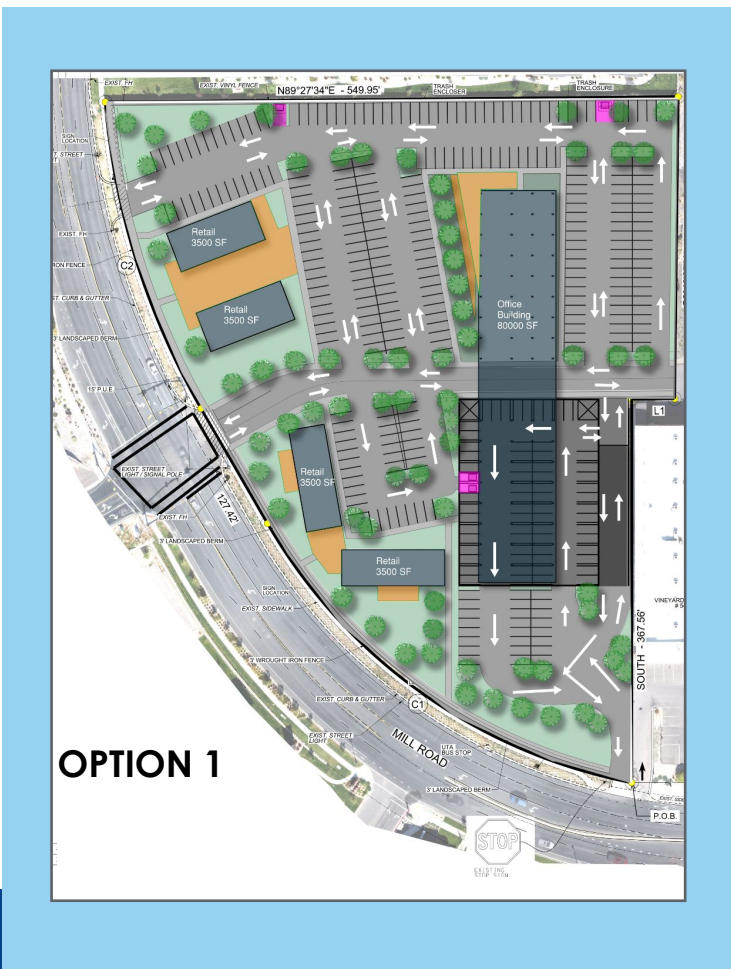 EXIST. FH
EXIST. VINYL FENCE
N89°27'34"E - 549.95'
TRASH
ENCLOSER
TRASH
ENCLOSURE
SIGN
LOCATION
T. STREET
EXIST. FH
RON FENCE
C2
ST. CURB & GUTTER
3' LANDSCAPED BERM
15' P.U.E.
Retail
3500 SF
Retail
3500 SF
Office
Building
80000 SF
L1
EXIST. STREET
LIGHT / SIGNAL POLE
EXIST. FH
127.42'
3' LANDSCAPED BERM
Retail
3500 SF
Retail
3500 SF
SIGN
LOCATION
EXIST. SIDEWALK
3' WROUGHT IRON FENCE
EXIST. CURB & GUTTER
C1
EXIST. STREET
LIGHT
MILL ROAD
UTA
BUS STOP
3' LANDSCAPED BERM
VINEYARD
SOUTH - 367.56'
P.O.B.
OPTION 1
STOP
EXISTING
STOP SIGN